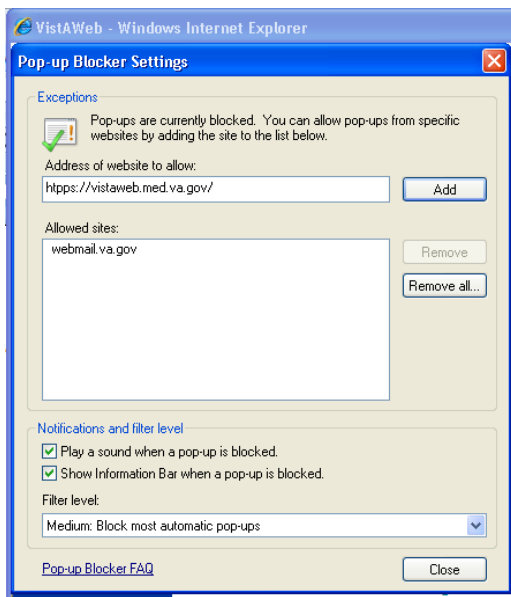 VistAWeb - Windows Internet Explorer
Pop-up Blocker Settings
Exceptions
Pop-ups are currently blocked. You can allow pop-ups from specific
websites by adding the site to the list below.
Address of website to allow:
htpps://vistaweb.med.va.gov/
Add
Allowed sites:
webmail.va.gov
Remove
Remove all...
Notifications and filter level
Play a sound when a pop-up is blocked.
Show Information Bar when a pop-up is blocked.
Filter level:
Medium: Block most automatic pop-ups
Pop-up Blocker FAQ
Close